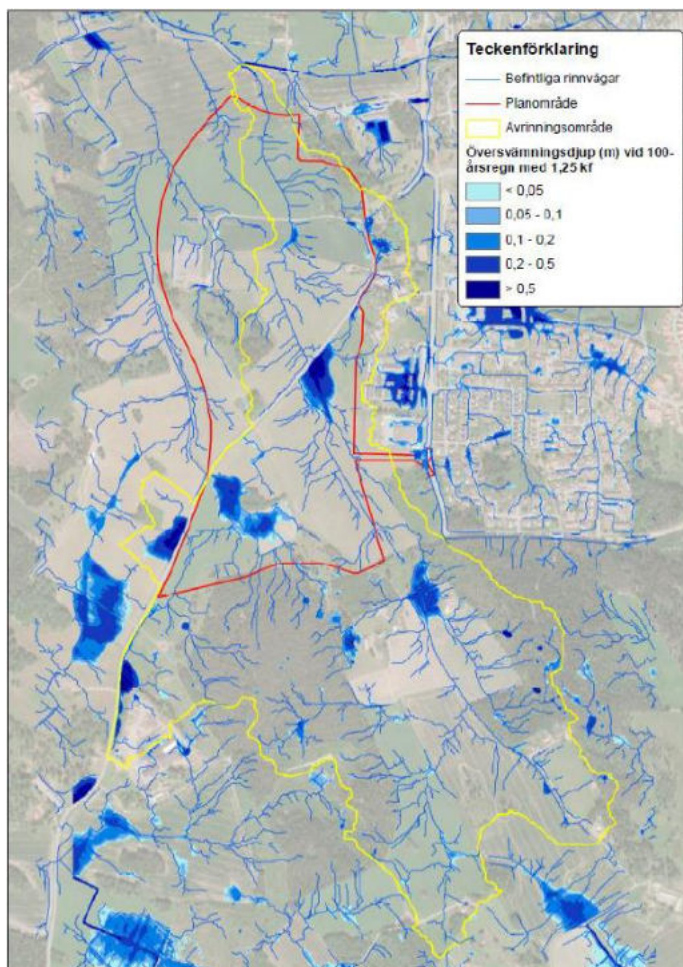 Teckenförklaring
Befintliga rinnvägar
Planområde
Avrinningsområde
Översvämningsdjup (m) vid 100-
årsregn med 1,25 kf
< 0,05
0,05 - 0,1
0,1 - 0,2
0,2 - 0,5
> 0,5